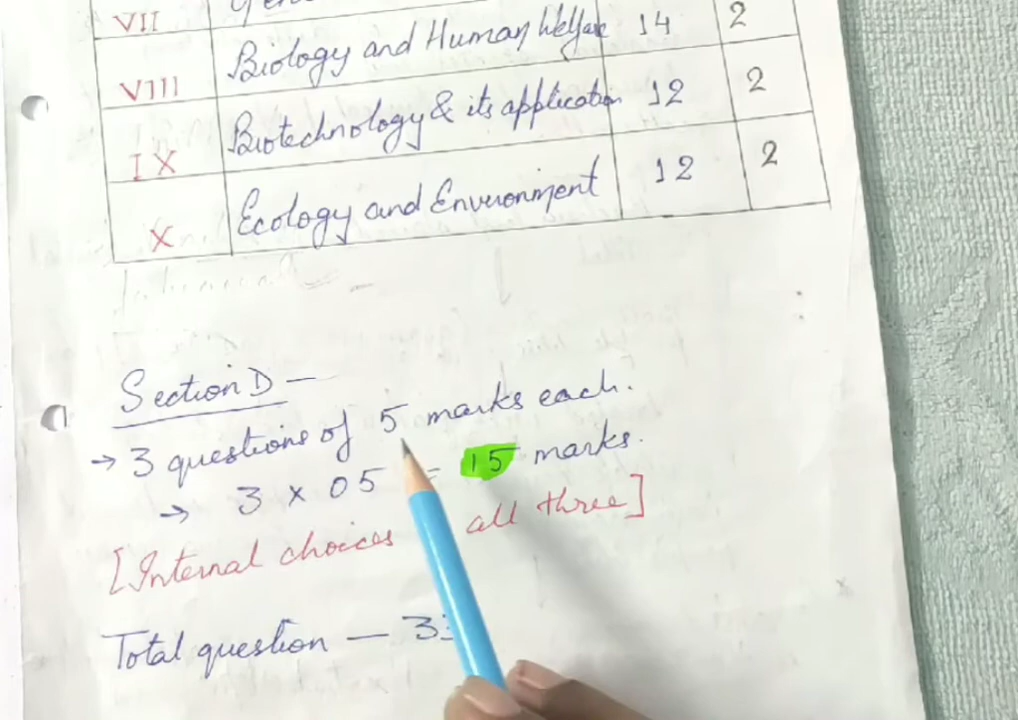 VII
VIII Biology and Human Welfare 14 2
IX Biotechnology & its application 12 2
X Ecology and Environment 12 2
Section D —
→ 3 questions of 5 marks each.
→ 3 × 05 = 15 marks.
[Internal choices all three]
Total question — 33